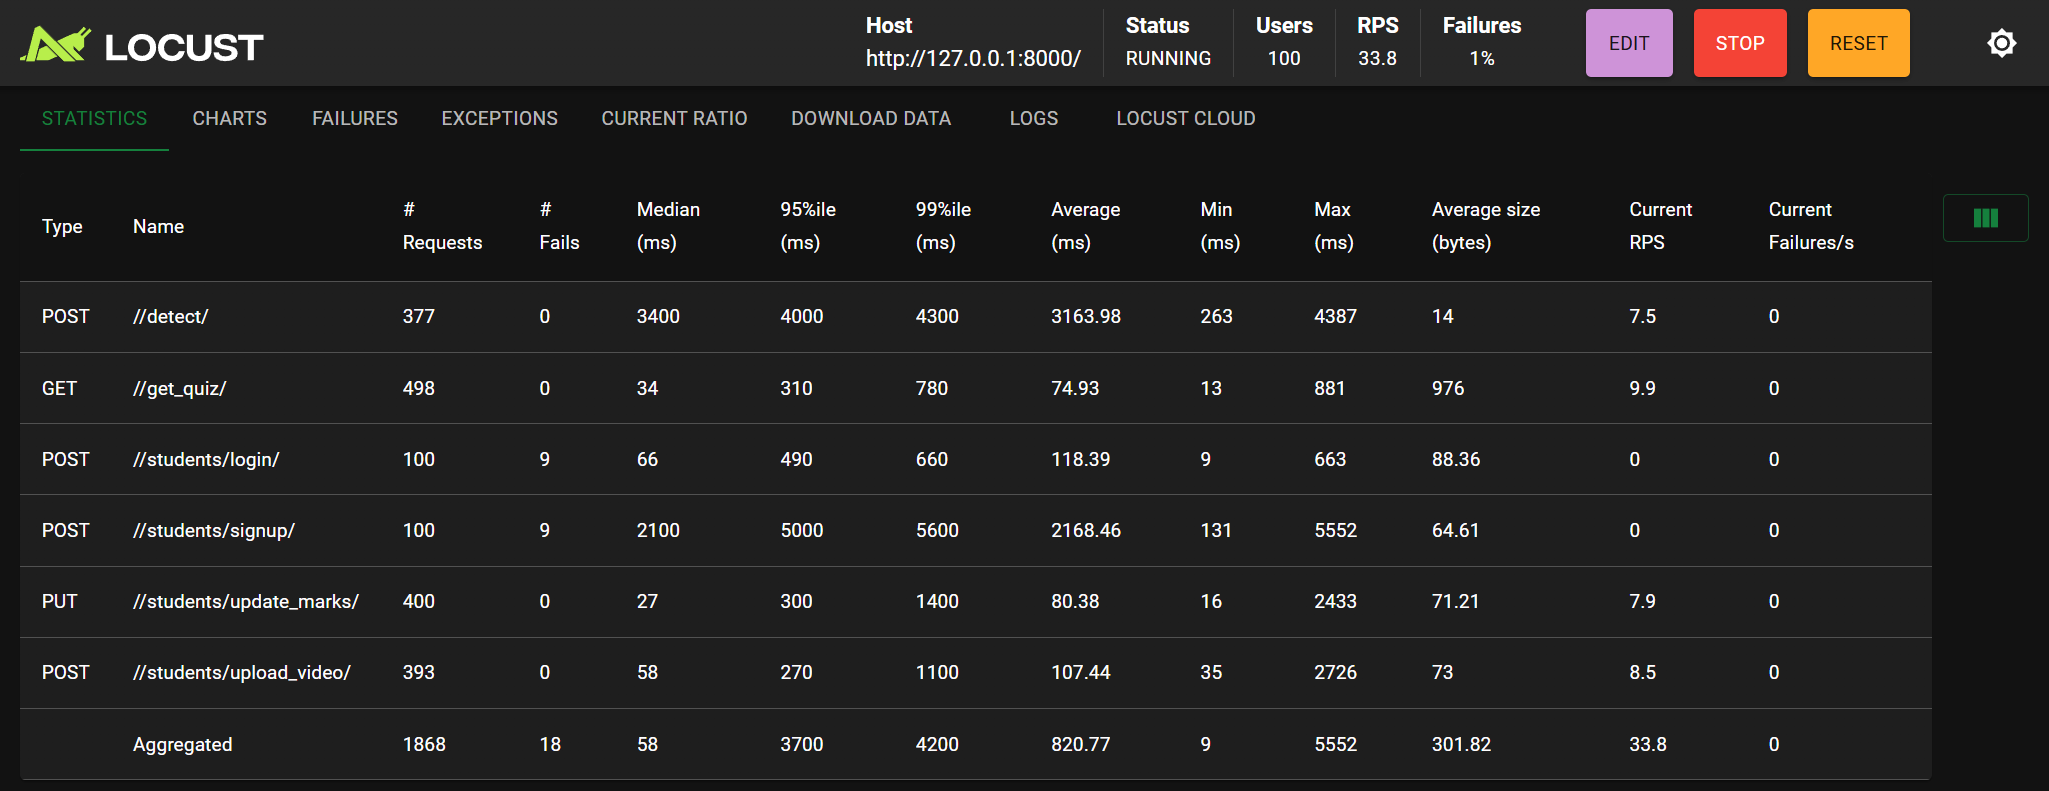 LOCUST
Host Status Users RPS Failures
http://127.0.0.1:8000/ RUNNING 100 33.8 1%
EDIT STOP RESET
STATISTICS CHARTS FAILURES EXCEPTIONS CURRENT RATIO DOWNLOAD DATA LOGS LOCUST CLOUD
Type Name # Requests # Fails Median (ms) 95%ile (ms) 99%ile (ms) Average (ms) Min (ms) Max (ms) Average size (bytes) Current RPS Current Failures/s
POST //detect/ 377 0 3400 4000 4300 3163.98 263 4387 14 7.5 0
GET //get_quiz/ 498 0 34 310 780 74.93 13 881 976 9.9 0
POST //students/login/ 100 9 66 490 660 118.39 9 663 88.36 0 0
POST //students/signup/ 100 9 2100 5000 5600 2168.46 131 5552 64.61 0 0
PUT //students/update_marks/ 400 0 27 300 1400 80.38 16 2433 71.21 7.9 0
POST //students/upload_video/ 393 0 58 270 1100 107.44 35 2726 73 8.5 0
Aggregated 1868 18 58 3700 4200 820.77 9 5552 301.82 33.8 0